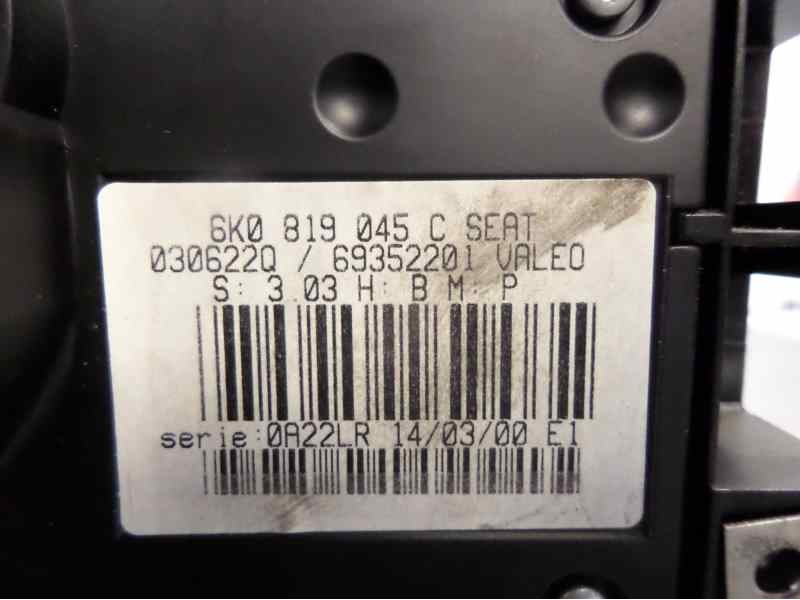 6K0 819 045 C SEAT
030622Q / 69352201 VALEO
S: 3.03 H: B M: P
serie:0A22LR 14/03/00 E1